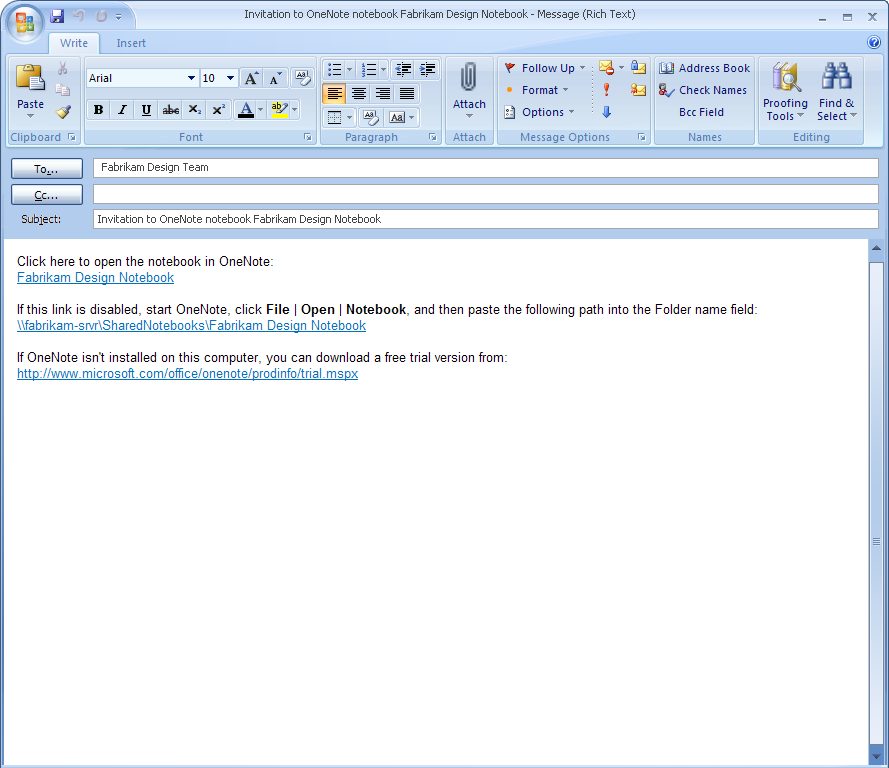 Invitation to OneNote notebook Fabrikam Design Notebook - Message (Rich Text)
Write Insert
Arial 10 A A Aa
Follow Up Address Book
Paste Attach Format Check Names Proofing Tools Find & Select
B I U abc X₂ X² A ab Aa Options Bcc Field
Clipboard Font Paragraph Attach Message Options Names Editing
To... Fabrikam Design Team
Cc...
Subject: Invitation to OneNote notebook Fabrikam Design Notebook
Click here to open the notebook in OneNote:
Fabrikam Design Notebook
If this link is disabled, start OneNote, click File | Open | Notebook, and then paste the following path into the Folder name field:
\\fabrikam-srvr\SharedNotebooks\Fabrikam Design Notebook
If OneNote isn't installed on this computer, you can download a free trial version from:
http://www.microsoft.com/office/onenote/prodinfo/trial.mspx